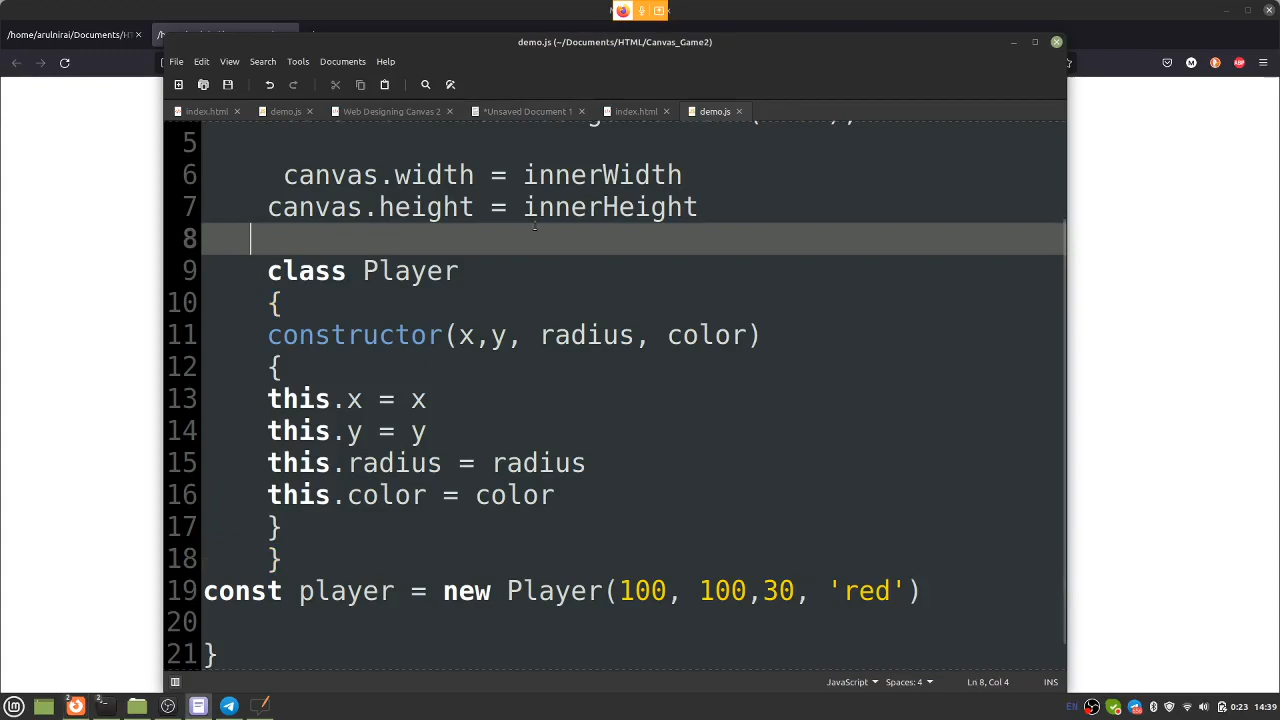 /home/arulnirai/Documents/HT
demo.js (~/Documents/HTML/Canvas_Game2)
File Edit View Search Tools Documents Help
index.html demo.js Web Designing Canvas 2 *Unsaved Document 1 index.html demo.js
5
6 canvas.width = innerWidth
7 canvas.height = innerHeight
8
9 class Player
10 {
11 constructor(x,y, radius, color)
12 {
13 this.x = x
14 this.y = y
15 this.radius = radius
16 this.color = color
17 }
18 }
19 const player = new Player(100, 100,30, 'red')
20
21 }
JavaScript Spaces: 4 Ln 8, Col 4 INS
EN 0:23 14:39